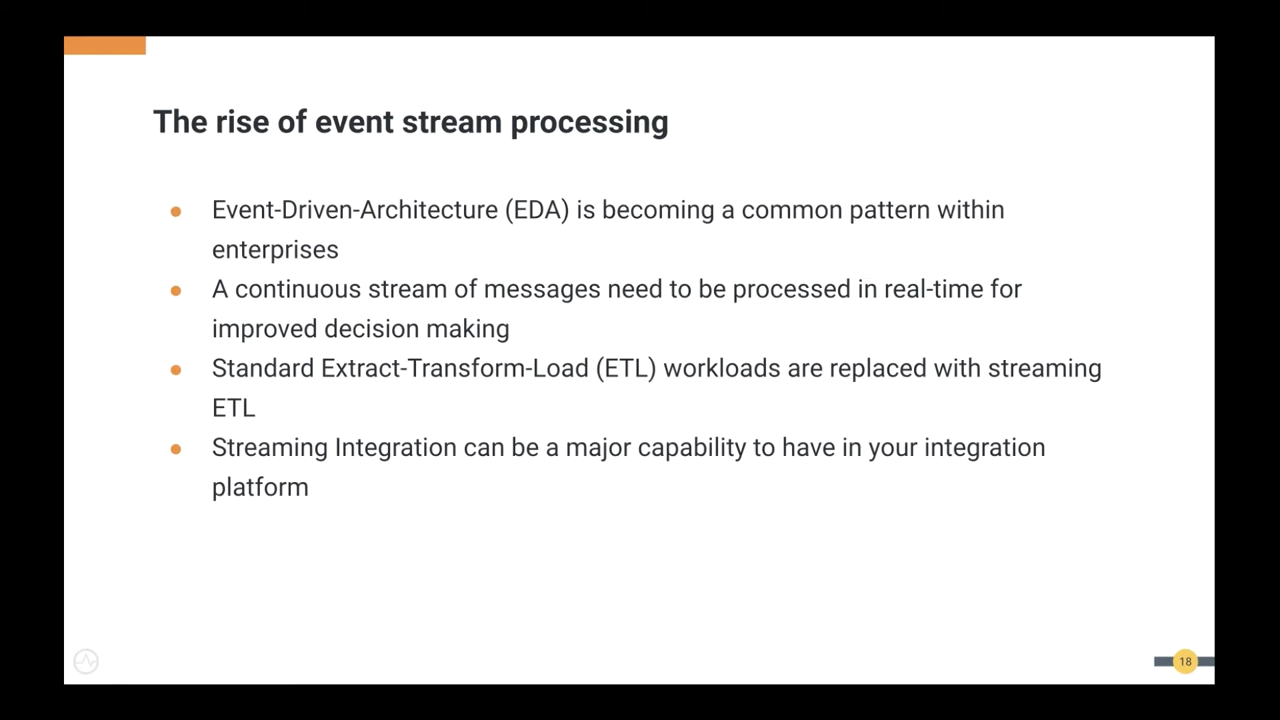 The rise of event stream processing
● Event-Driven-Architecture (EDA) is becoming a common pattern within
enterprises
● A continuous stream of messages need to be processed in real-time for
improved decision making
● Standard Extract-Transform-Load (ETL) workloads are replaced with streaming
ETL
● Streaming Integration can be a major capability to have in your integration
platform
18